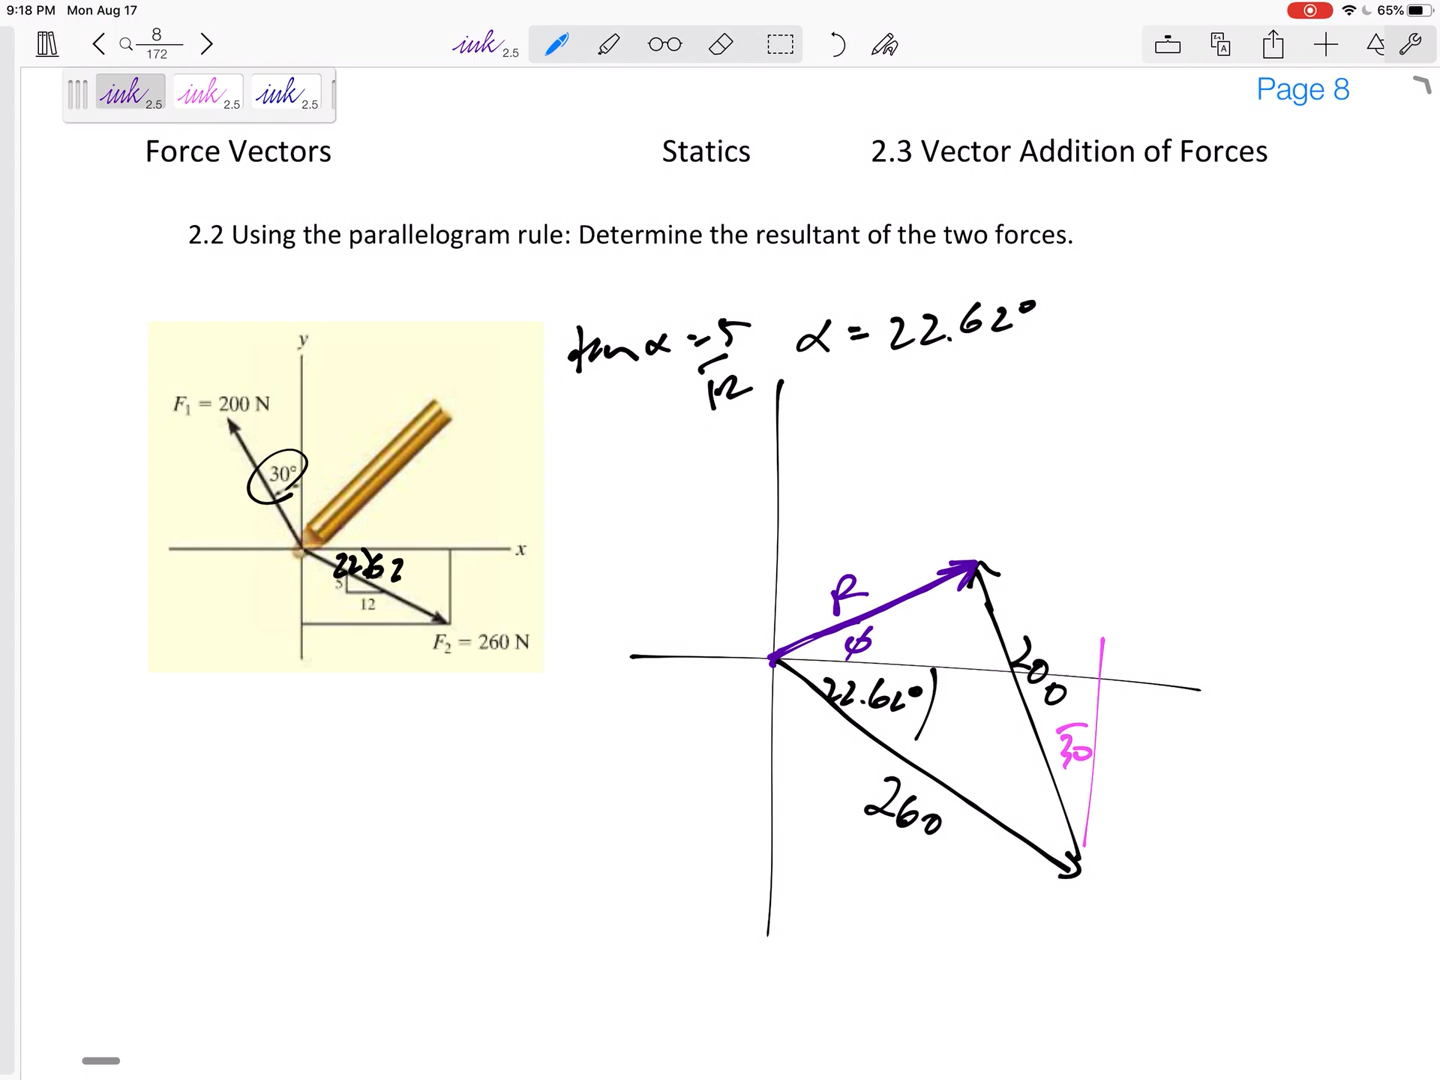 9:18 PM Mon Aug 17
65%
8
172
ink 2.5
ink 2.5
ink 2.5
ink 2.5
Page 8
Force Vectors Statics 2.3 Vector Addition of Forces
2.2 Using the parallelogram rule: Determine the resultant of the two forces.
tan α = 5
12
α = 22.62°
y
F₁ = 200 N
30°
x
22.62
5
12
F₂ = 260 N
R
ϕ
22.62°
200
30
260